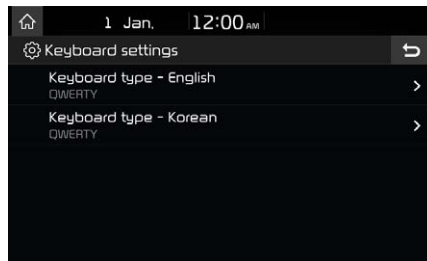 1 Jan. 12:00 AM
Keyboard settings
Keyboard type - English
QWERTY
Keyboard type - Korean
QWERTY